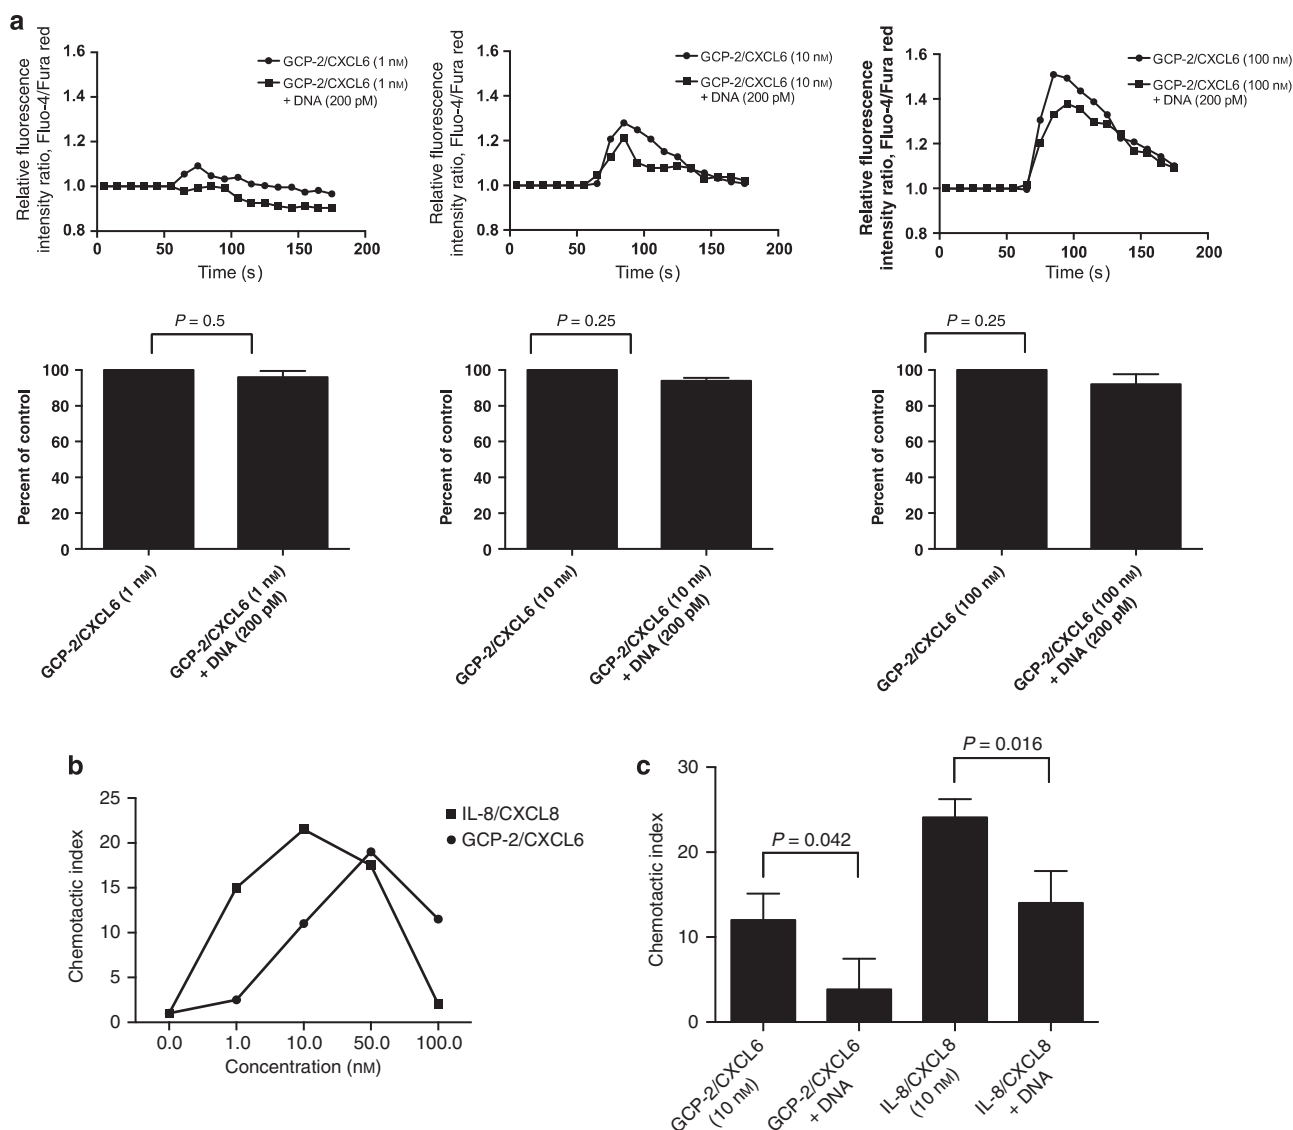 a
Relative fluorescence
intensity ratio, Fluo-4/Fura red
1.6
1.4
1.2
1.0
0.8
0
50
100
150
200
Time (s)
GCP-2/CXCL6 (1 nM)
GCP-2/CXCL6 (1 nM)
+ DNA (200 pM)
Relative fluorescence
intensity ratio, Fluo-4/Fura red
1.6
1.4
1.2
1.0
0.8
0
50
100
150
200
Time (s)
GCP-2/CXCL6 (10 nM)
GCP-2/CXCL6 (10 nM)
+ DNA (200 pM)
Relative fluorescence
intensity ratio, Fluo-4/Fura red
1.6
1.4
1.2
1.0
0.8
0
50
100
150
200
Time (s)
GCP-2/CXCL6 (100 nM)
GCP-2/CXCL6 (100 nM)
+ DNA (200 pM)
P = 0.5
Percent of control
100
80
60
40
20
0
GCP-2/CXCL6 (1 nM)
GCP-2/CXCL6 (1 nM)
+ DNA (200 pM)
P = 0.25
Percent of control
100
80
60
40
20
0
GCP-2/CXCL6 (10 nM)
GCP-2/CXCL6 (10 nM)
+ DNA (200 pM)
P = 0.25
Percent of control
100
80
60
40
20
0
GCP-2/CXCL6 (100 nM)
GCP-2/CXCL6 (100 nM)
+ DNA (200 pM)
b
Chemotactic index
25
20
15
10
5
0
0.0
1.0
10.0
50.0
100.0
Concentration (nM)
IL-8/CXCL8
GCP-2/CXCL6
c
Chemotactic index
30
20
10
0
P = 0.042
P = 0.016
GCP-2/CXCL6
(10 nM)
GCP-2/CXCL6
+ DNA
IL-8/CXCL8
(10 nM)
IL-8/CXCL8
+ DNA